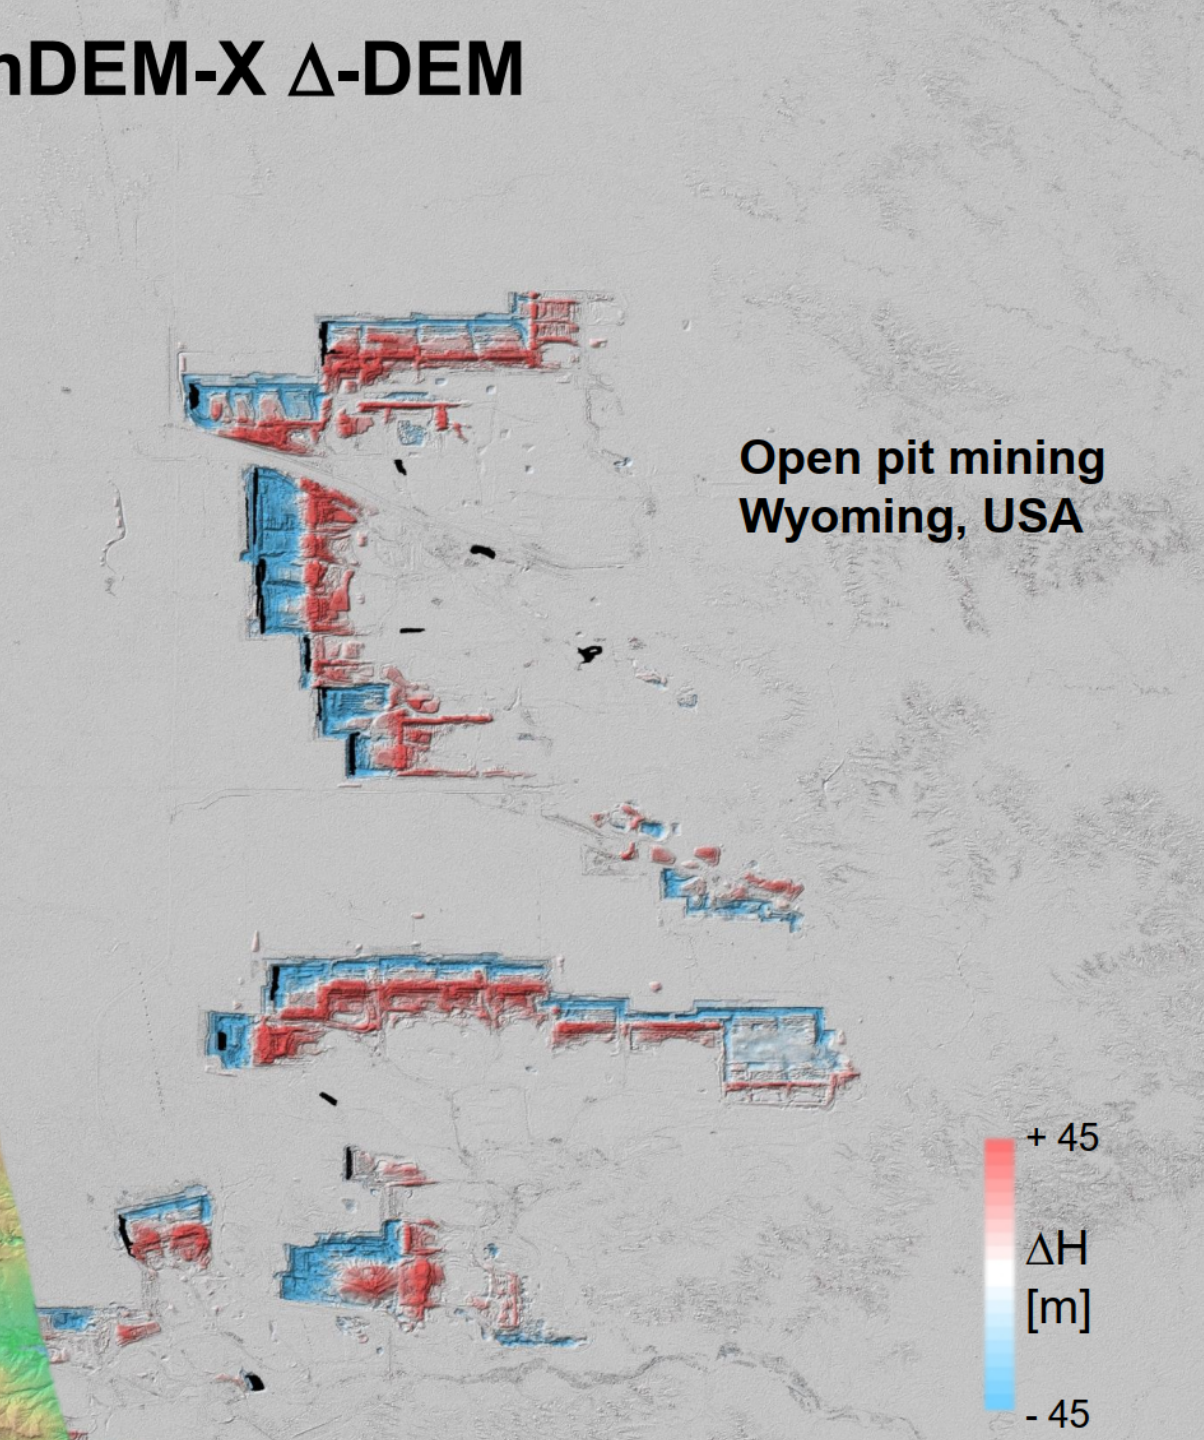 nDEM-X Δ-DEM
Open pit mining
Wyoming, USA
+ 45
ΔH
[m]
- 45